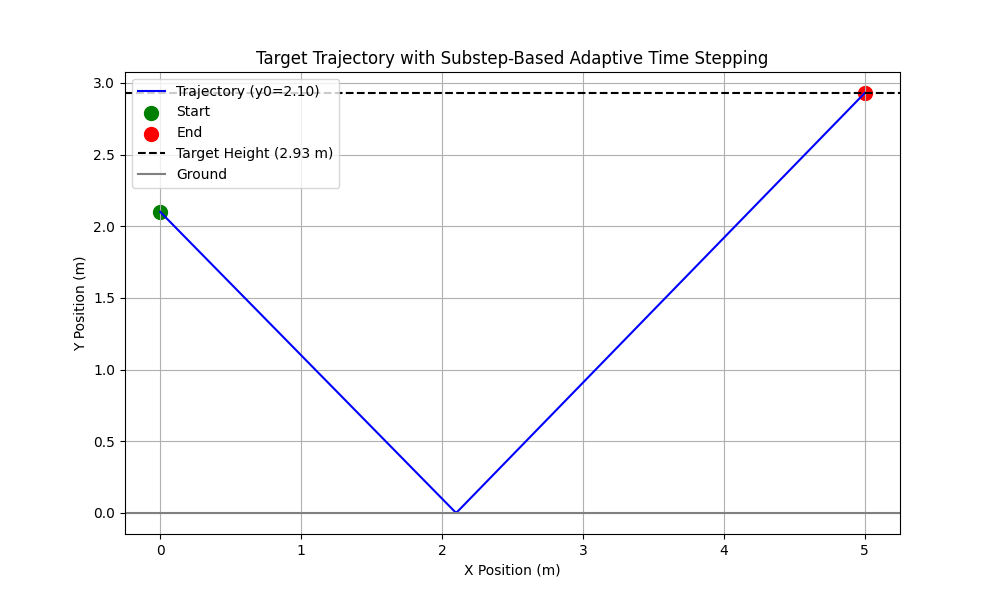 Target Trajectory with Substep-Based Adaptive Time Stepping
Trajectory (y0=2.10)
Start
End
Target Height (2.93 m)
Ground
3.0
2.5
2.0
1.5
1.0
0.5
0.0
Y Position (m)
0 1 2 3 4 5
X Position (m)